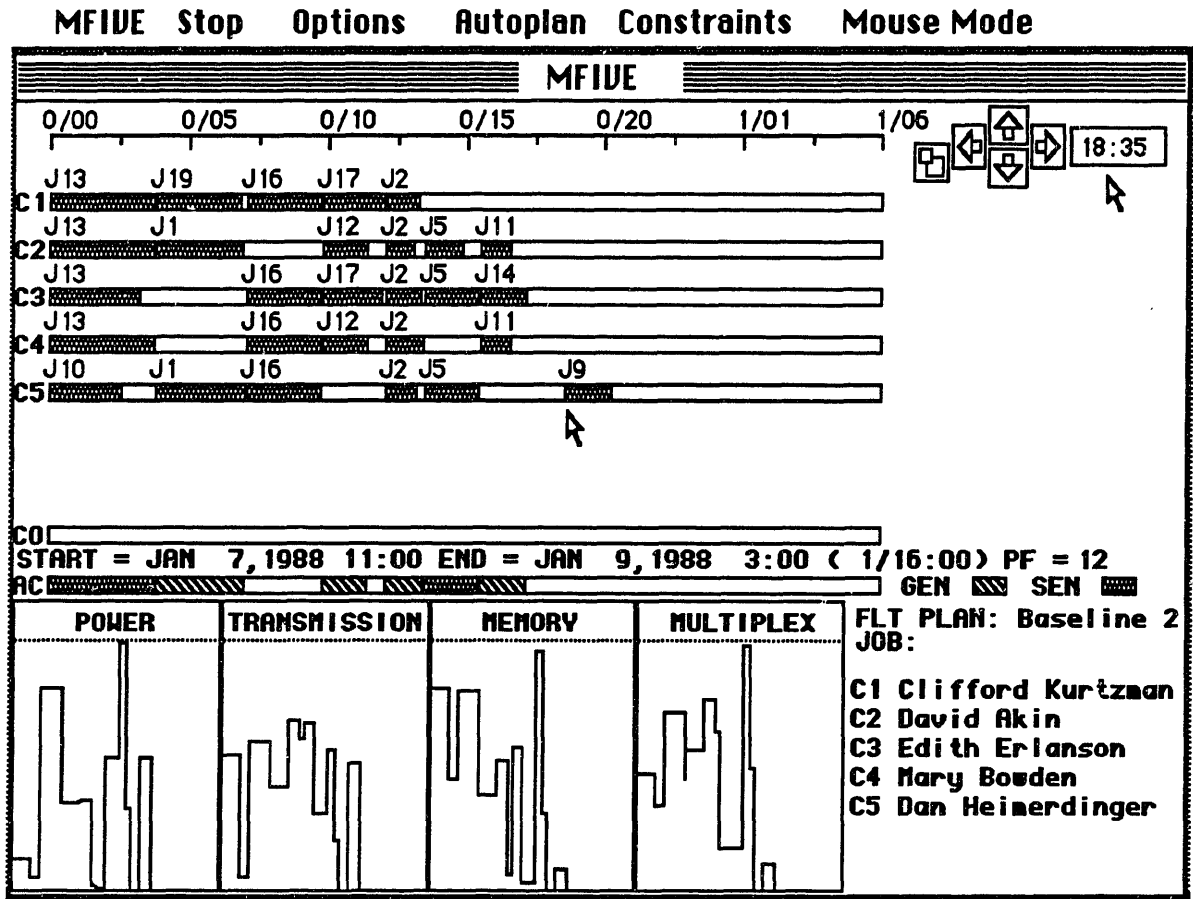 MFIVE Stop Options Autoplan Constraints Mouse Mode
MFIVE
0/00 0/05 0/10 0/15 0/20 1/01 1/06
18:35
J13 J19 J16 J17 J2
C1
J13 J1 J12 J2 J5 J11
C2
J13 J16 J17 J2 J5 J14
C3
J13 J16 J12 J2 J11
C4
J10 J1 J16 J2 J5 J9
C5
C0
START = JAN 7,1988 11:00 END = JAN 9,1988 3:00 ( 1/16:00) PF = 12
AC GEN SEN
POWER TRANSMISSION MEMORY MULTIPLEX
FLT PLAN: Baseline 2
JOB:
C1 Clifford Kurtzman
C2 David Akin
C3 Edith Erlanson
C4 Mary Bowden
C5 Dan Heimerdinger